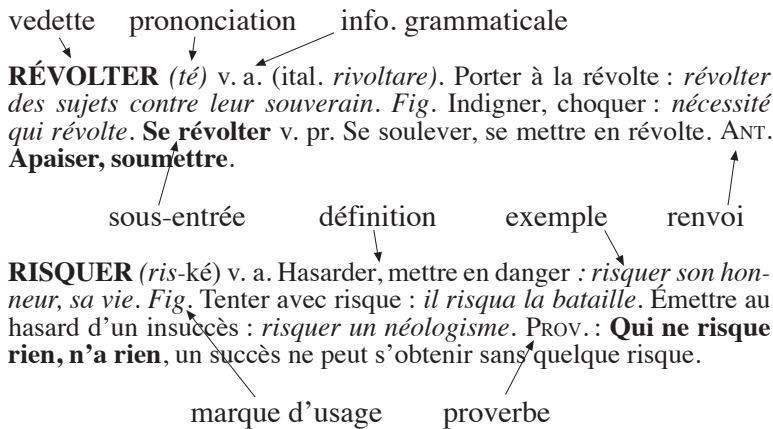 vedette prononciation info. grammaticale
RÉVOLTER (té) v. a. (ital. rivoltare). Porter à la révolte : révolter
des sujets contre leur souverain. Fig. Indigner, choquer : nécessité
qui révolte. Se révolter v. pr. Se soulever, se mettre en révolte. ANT.
Apaiser, soumettre.
sous-entrée définition exemple renvoi
RISQUER (ris-ké) v. a. Hasarder, mettre en danger : risquer son hon-
neur, sa vie. Fig. Tenter avec risque : il risqua la bataille. Émettre au
hasard d’un insuccès : risquer un néologisme. PROV. : Qui ne risque
rien, n’a rien, un succès ne peut s’obtenir sans quelque risque.
marque d’usage proverbe